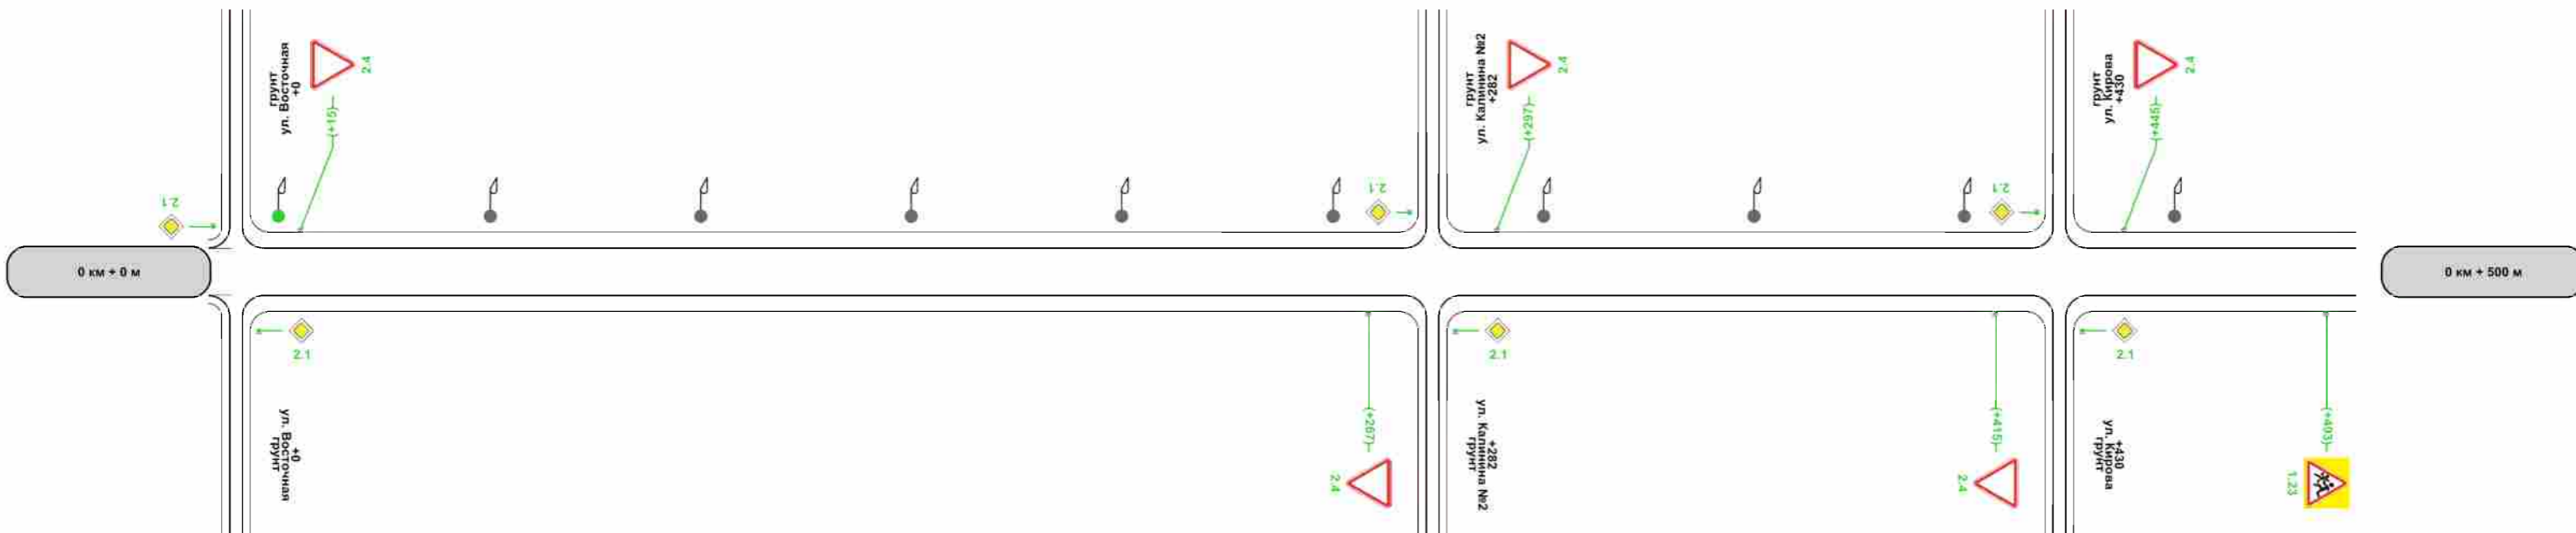 грунт
ул. Восточная
+0
2.4
(+15)
2.1
грунт
ул. Калинина №2
+282
2.4
(+297)
2.1
грунт
ул. Кирова
+430
2.4
(+445)
2.1
0 км + 0 м
0 км + 500 м
2.1
+0
ул. Восточная
грунт
(+267)
2.4
2.1
+282
ул. Калинина №2
грунт
(+415)
2.4
2.1
+430
ул. Кирова
грунт
(+493)
1.23